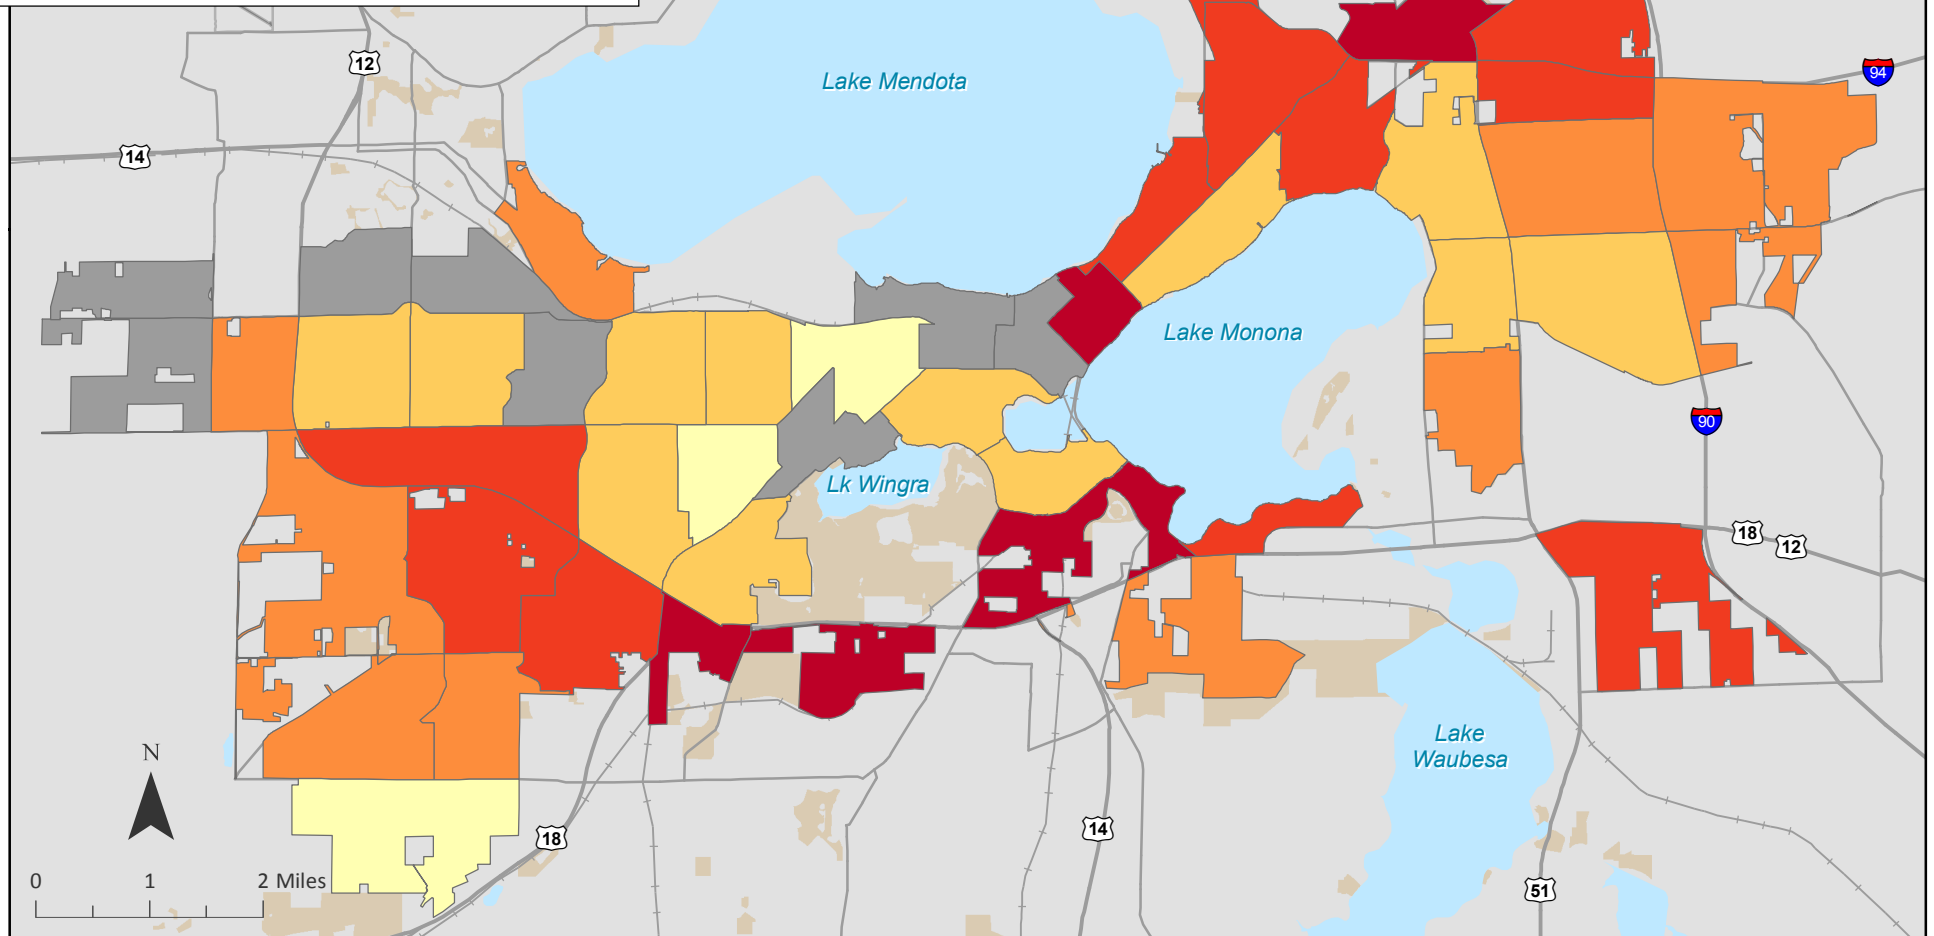 12
Lake Mendota
94
14
Lake Monona
90
Lk Wingra
18
12
Lake
Waubesa
N
18
14
0 1 2 Miles
51